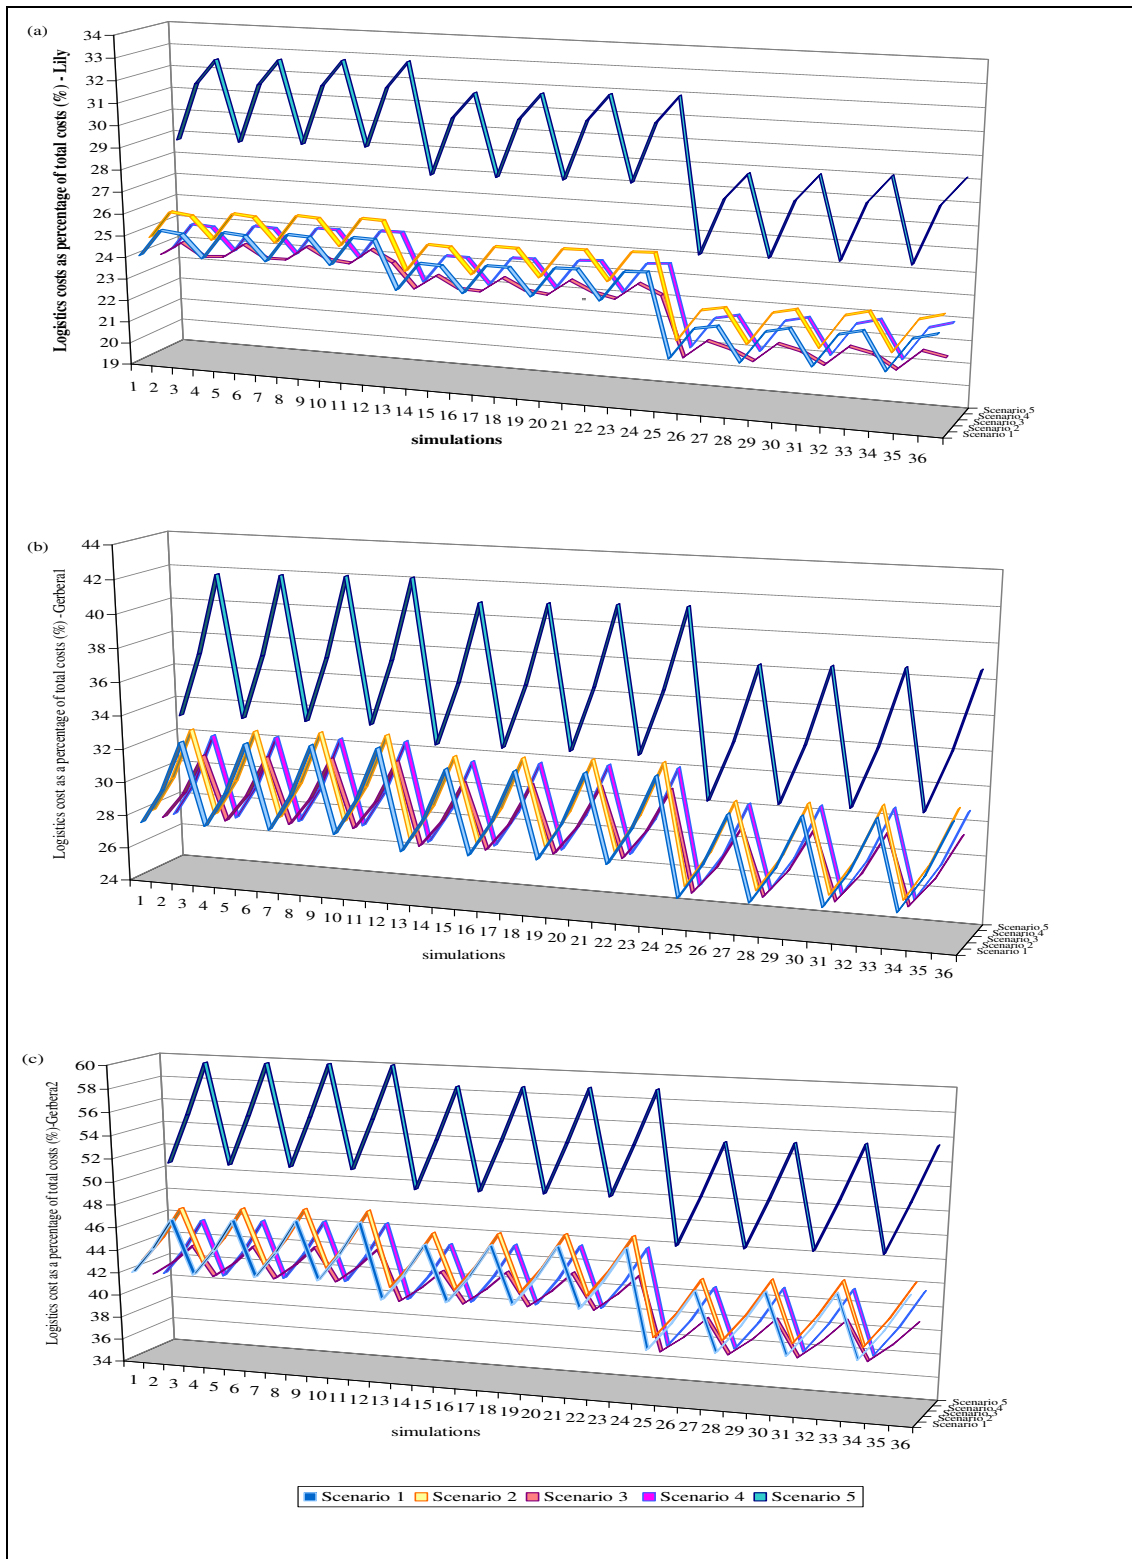 (a)
Logistics costs as percentage of total costs (%) - Lily
34
33
32
31
30
29
28
27
26
25
24
23
22
21
20
19
1 2 3 4 5 6 7 8 9 10 11 12 13 14 15 16 17 18 19 20 21 22 23 24 25 26 27 28 29 30 31 32 33 34 35 36
simulations
Scenario 5
Scenario 4
Scenario 3
Scenario 2
Scenario 1
(b)
Logistics cost as a percentage of total costs (%) -Gerbera1
44
42
40
38
36
34
32
30
28
26
24
1 2 3 4 5 6 7 8 9 10 11 12 13 14 15 16 17 18 19 20 21 22 23 24 25 26 27 28 29 30 31 32 33 34 35 36
simulations
Scenario 5
Scenario 4
Scenario 3
Scenario 2
Scenario 1
(c)
Logistics cost as a percentage of total costs (%)-Gerbera2
60
58
56
54
52
50
48
46
44
42
40
38
36
34
1 2 3 4 5 6 7 8 9 10 11 12 13 14 15 16 17 18 19 20 21 22 23 24 25 26 27 28 29 30 31 32 33 34 35 36
simulations
Scenario 5
Scenario 4
Scenario 3
Scenario 2
Scenario 1
Scenario 1 Scenario 2 Scenario 3 Scenario 4 Scenario 5